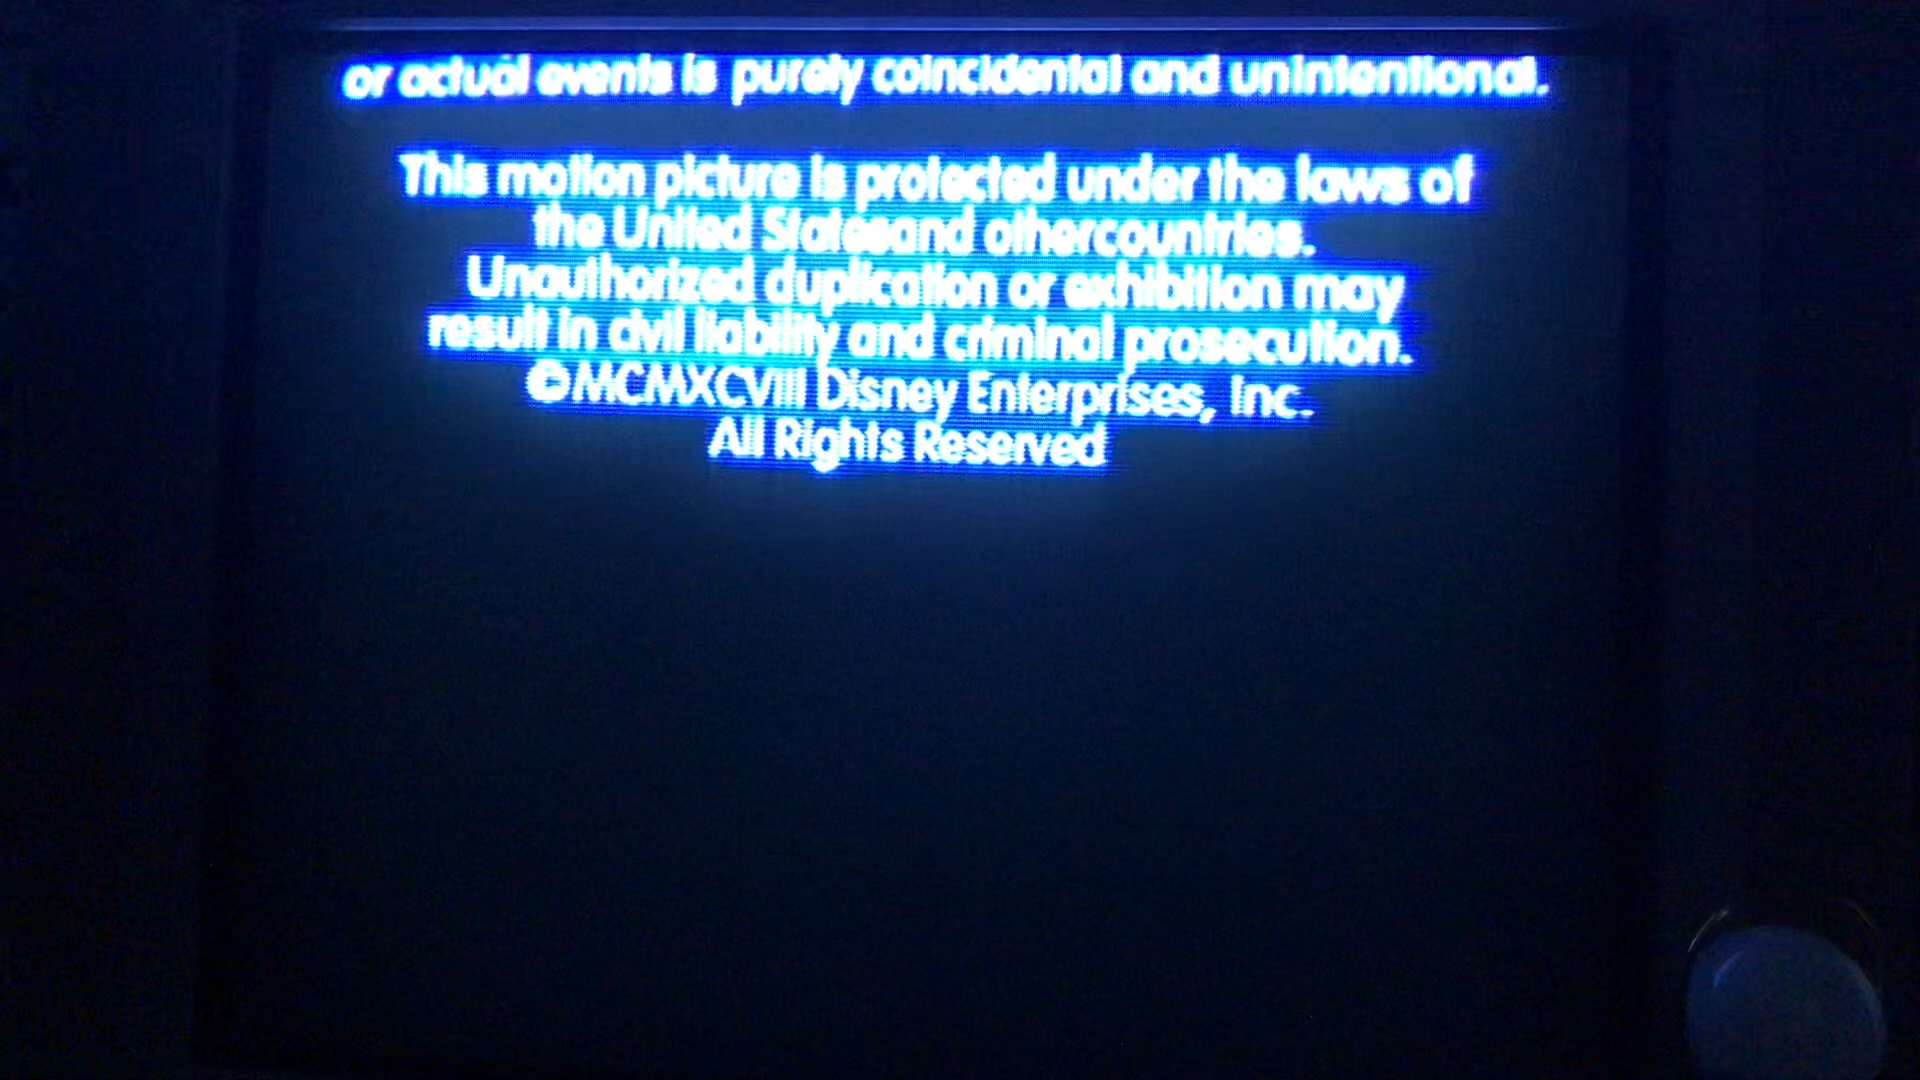 or actual events is purely coincidental and unintentional.
This motion picture is protected under the laws of
the United Statesand othercountries.
Unauthorized duplication or exhibition may
result in civil liability and criminal prosecution.
©MCMXCVIII Disney Enterprises, Inc.
All Rights Reserved